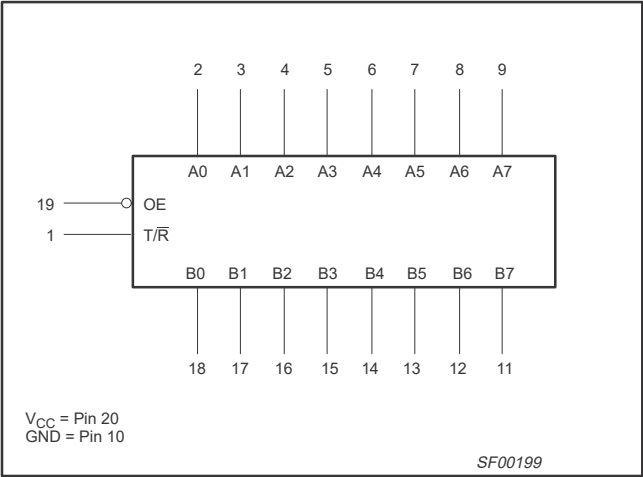 2 3 4 5 6 7 8 9
A0 A1 A2 A3 A4 A5 A6 A7
19 OE
1 T/R̅
B0 B1 B2 B3 B4 B5 B6 B7
18 17 16 15 14 13 12 11
VCC = Pin 20
GND = Pin 10
SF00199